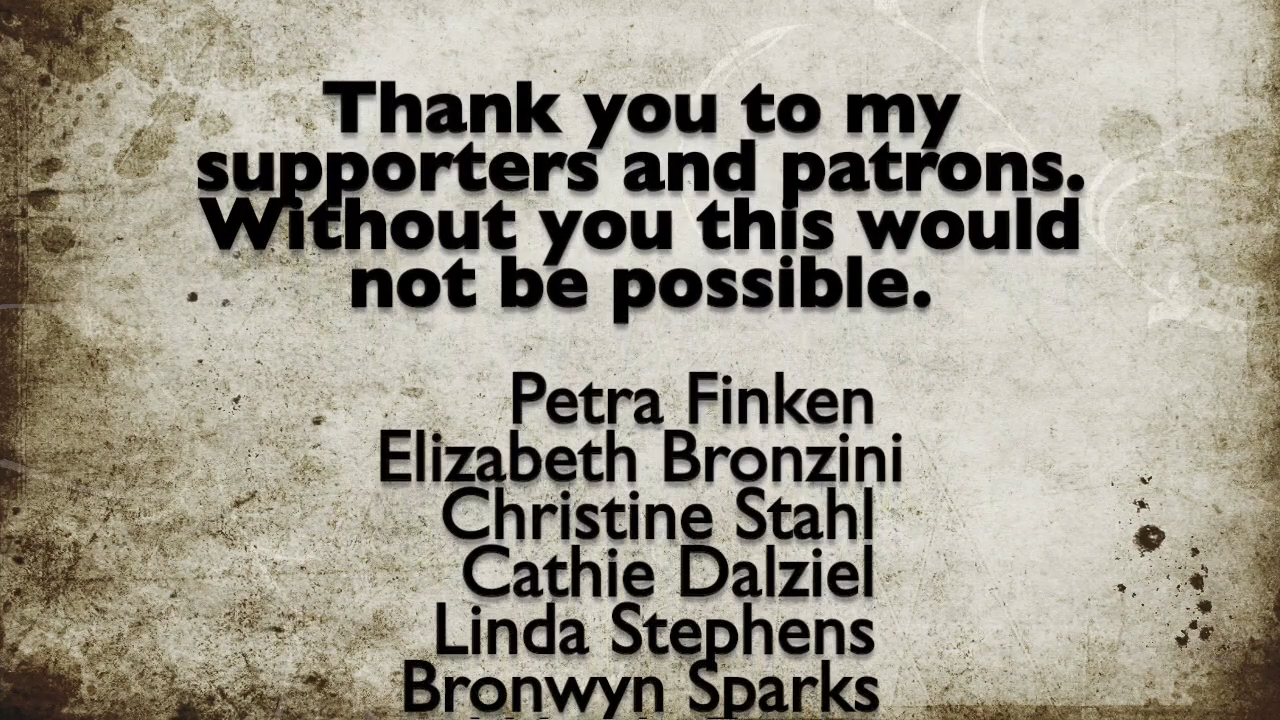 Thank you to my
supporters and patrons.
Without you this would
not be possible.
Petra Finken
Elizabeth Bronzini
Christine Stahl
Cathie Dalziel
Linda Stephens
Bronwyn Sparks